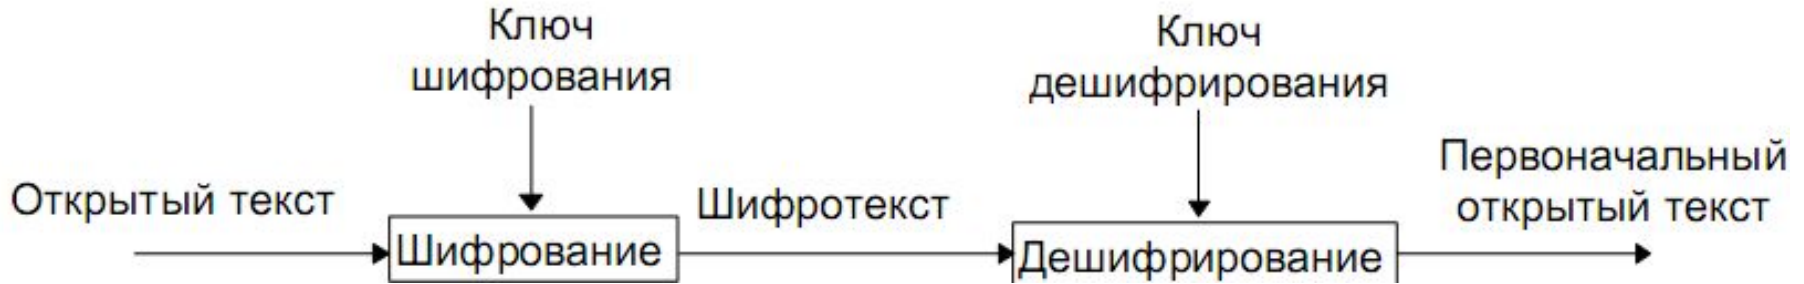 Ключ
шифрования
Ключ
дешифрирования
Открытый текст
Шифрование
Шифротекст
Дешифрирование
Первоначальный
открытый текст